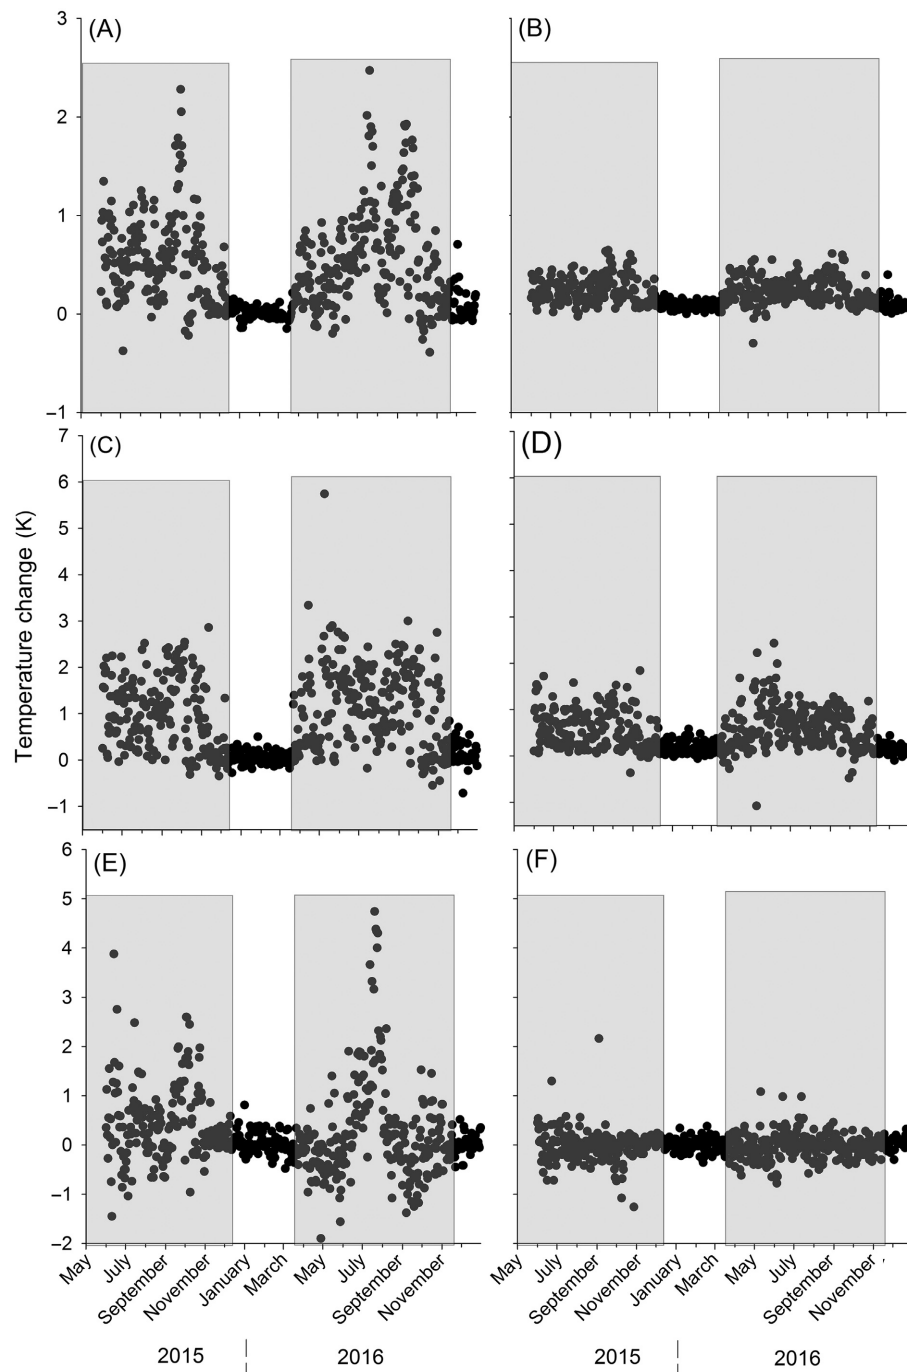 3
(A)
(B)
2
1
0
–1
7
(C)
(D)
6
5
4
3
2
1
0
–1
Temperature change (K)
6
(E)
(F)
5
4
3
2
1
0
–1
–2
May July September November January March May July September November
May July September November January March May July September November
2015 | 2016
2015 | 2016